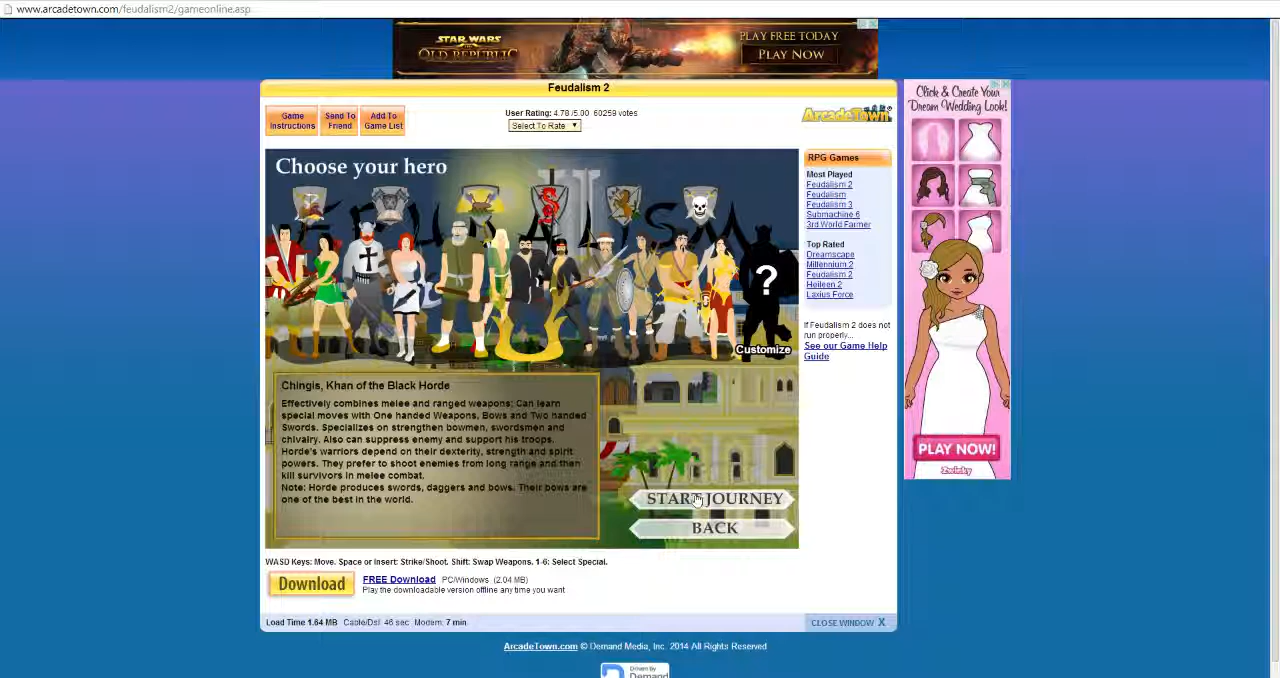 www.arcadetown.com/feudalism2/gameonline.asp
STAR WARS
OLD REPUBLIC
PLAY FREE TODAY
PLAY NOW
Feudalism 2
Game Instructions
Send To Friend
Add To Game List
User Rating: 4.78 /5.00 60259 votes
Select To Rate
ArcadeTown
Choose your hero
FEUDALISM
II
?
Customize
Chingis, Khan of the Black Horde
Effectively combines melee and ranged weapons; Can learn
special moves with One handed Weapons, Bows and Two handed
Swords. Specializes on strengthen bowmen, swordsmen and
chivalry. Also can suppress enemy and support his troops.
Horde's warriors depend on their dexterity, strength and spirit
powers. They prefer to shoot enemies from long range and then
kill survivors in melee combat.
Note: Horde produces swords, daggers and bows. Their bows are
one of the best in the world.
START JOURNEY
BACK
RPG Games
Most Played
Feudalism 2
Feudalism
Feudalism 3
Submachine 6
3rd World Farmer
Top Rated
Dreamscape
Millennium 2
Feudalism 2
Heileen 2
Laxius Force
If Feudalism 2 does not
run properly...
See our Game Help
Guide
Click & Create Your
Dream Wedding Look!
PLAY NOW!
Zwinky
WASD Keys: Move. Space or Insert: Strike/Shoot. Shift: Swap Weapons. 1-6: Select Special.
Download
FREE Download PC/Windows (2.04 MB)
Play the downloadable version offline any time you want
Load Time 1.64 MB Cable/Dsl: 46 sec Modem: 7 min
CLOSE WINDOW X
ArcadeTown.com © Demand Media, Inc. 2014 All Rights Reserved
Driven By
Demand